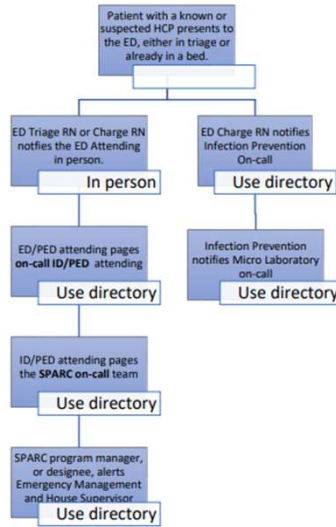 Patient with a known or
suspected HCP presents to
the ED, either in triage or
already in a bed.
ED Triage RN or Charge RN
notfies the ED Attending
in person.
In person
ED Charge RN notifies
Infection Prevention
On-call
Use directory
ED/PED attending pages
on-call ID/PED attending
Use directory
Infection Prevention
notifies Micro Laboratory
on-call
Use directory
ID/PED attending pages
the SPARC on-call team
Use directory
SPARC program manager,
or designee, alerts
Emergency Management
and House Supervisor
Use directory